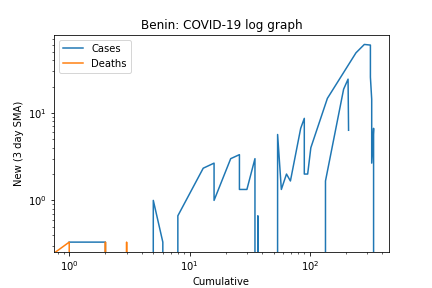 Benin: COVID-19 log graph
Cases
Deaths
New (3 day SMA)
10¹
10⁰
10⁰ 10¹ 10²
Cumulative